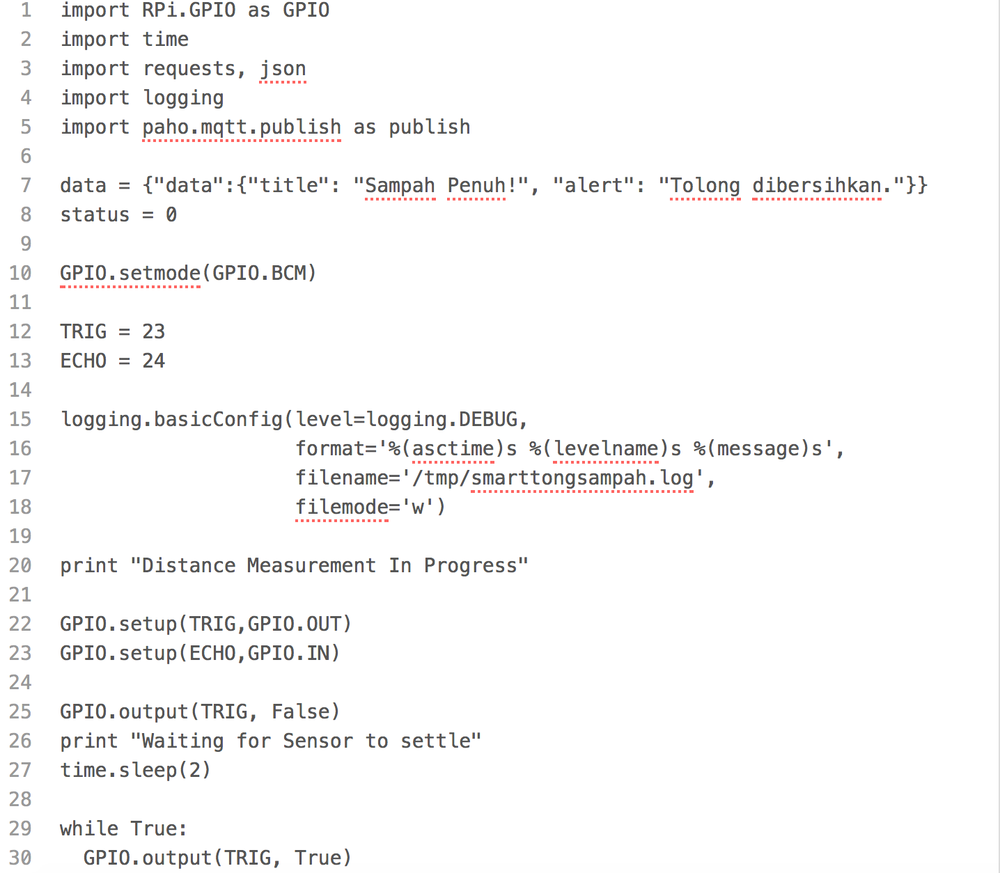 1 import RPi.GPIO as GPIO
2 import time
3 import requests, json
4 import logging
5 import paho.mqtt.publish as publish
6
7 data = {"data":{"title": "Sampah Penuh!", "alert": "Tolong dibersihkan."}}
8 status = 0
9
10 GPIO.setmode(GPIO.BCM)
11
12 TRIG = 23
13 ECHO = 24
14
15 logging.basicConfig(level=logging.DEBUG,
16                     format='%(asctime)s %(levelname)s %(message)s',
17                     filename='/tmp/smarttongsampah.log',
18                     filemode='w')
19
20 print "Distance Measurement In Progress"
21
22 GPIO.setup(TRIG,GPIO.OUT)
23 GPIO.setup(ECHO,GPIO.IN)
24
25 GPIO.output(TRIG, False)
26 print "Waiting for Sensor to settle"
27 time.sleep(2)
28
29 while True:
30   GPIO.output(TRIG, True)